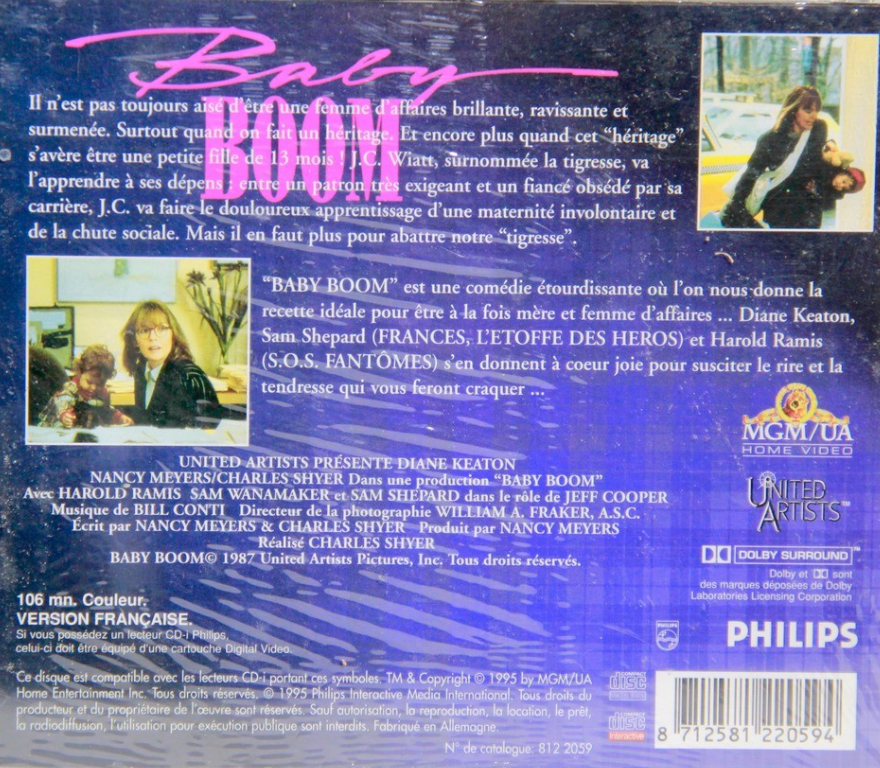 Baby
BOOM
Il n'est pas toujours aisé d'être une femme d'affaires brillante, ravissante et
surmenée. Surtout quand on fait un héritage. Et encore plus quand cet “héritage”
s'avère être une petite fille de 13 mois ! J.C. Wiatt, surnommée la tigresse, va
l'apprendre à ses dépens : entre un patron très exigeant et un fiancé obsédé par sa
carrière, J.C. va faire le douloureux apprentissage d'une maternité involontaire et
de la chute sociale. Mais il en faut plus pour abattre notre “tigresse”.
“BABY BOOM” est une comédie étourdissante où l'on nous donne la
recette idéale pour être à la fois mère et femme d'affaires ... Diane Keaton,
Sam Shepard (FRANCES, L'ETOFFE DES HEROS) et Harold Ramis
(S.O.S. FANTÔMES) s'en donnent à coeur joie pour susciter le rire et la
tendresse qui vous feront craquer ...
MGM/UA
HOME VIDEO
UNITED ARTISTS PRÉSENTE DIANE KEATON
NANCY MEYERS/CHARLES SHYER Dans une production “BABY BOOM”
Avec HAROLD RAMIS SAM WANAMAKER et SAM SHEPARD dans le rôle de JEFF COOPER
Musique de BILL CONTI Directeur de la photographie WILLIAM A. FRAKER, A.S.C.
Écrit par NANCY MEYERS & CHARLES SHYER Produit par NANCY MEYERS
Réalisé CHARLES SHYER
BABY BOOM© 1987 United Artists Pictures, Inc. Tous droits réservés.
UNITED
ARTISTS™
DOLBY SURROUND™
Dolby et DD sont
des marques déposées de Dolby
Laboratories Licensing Corporation
106 mn. Couleur.
VERSION FRANÇAISE.
Si vous possédez un lecteur CD-i Philips,
celui-ci doit être équipé d'une cartouche Digital Video.
PHILIPS
PHILIPS
Ce disque est compatible avec les lecteurs CD-i portant ces symboles. TM & Copyright © 1995 by MGM/UA
Home Entertainment Inc. Tous droits réservés. © 1995 Philips Interactive Media International. Tous droits du
producteur et du propriétaire de l'œuvre sont réservés. Sauf autorisation, la reproduction, la location, le prêt,
la radiodiffusion, l'utilisation pour exécution publique sont interdits. Fabriqué en Allemagne.
N° de catalogue: 812 2059
disc
disc
interactive
8 712581 220594